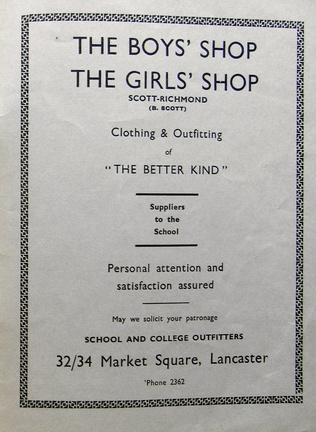 THE BOYS' SHOP
THE GIRLS' SHOP
SCOTT-RICHMOND
(B. SCOTT)
Clothing & Outfitting
of
"THE BETTER KIND"
Suppliers
to the
School
Personal attention and
satisfaction assured
May we solicit your patronage
SCHOOL AND COLLEGE OUTFITTERS
32/34 Market Square, Lancaster
'Phone 2362